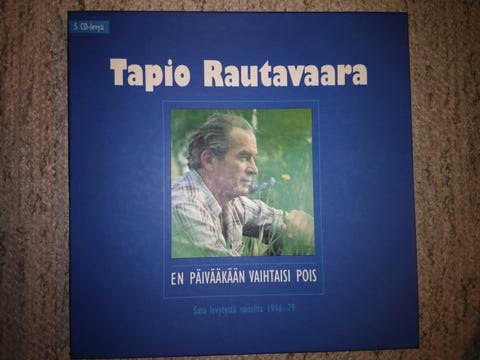 5 CD-levyä
Tapio Rautavaara
EN PÄIVÄÄKÄÄN VAIHTAISI POIS
Sata levytystä vuosilta 1946–79